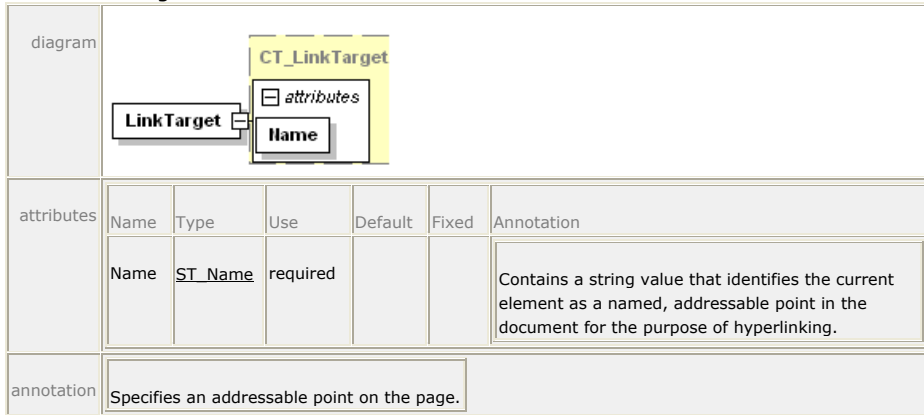 diagram
CT_LinkTarget
attributes
LinkTarget
Name
attributes
Name Type Use Default Fixed Annotation
Name ST_Name required
Contains a string value that identifies the current
element as a named, addressable point in the
document for the purpose of hyperlinking.
annotation
Specifies an addressable point on the page.